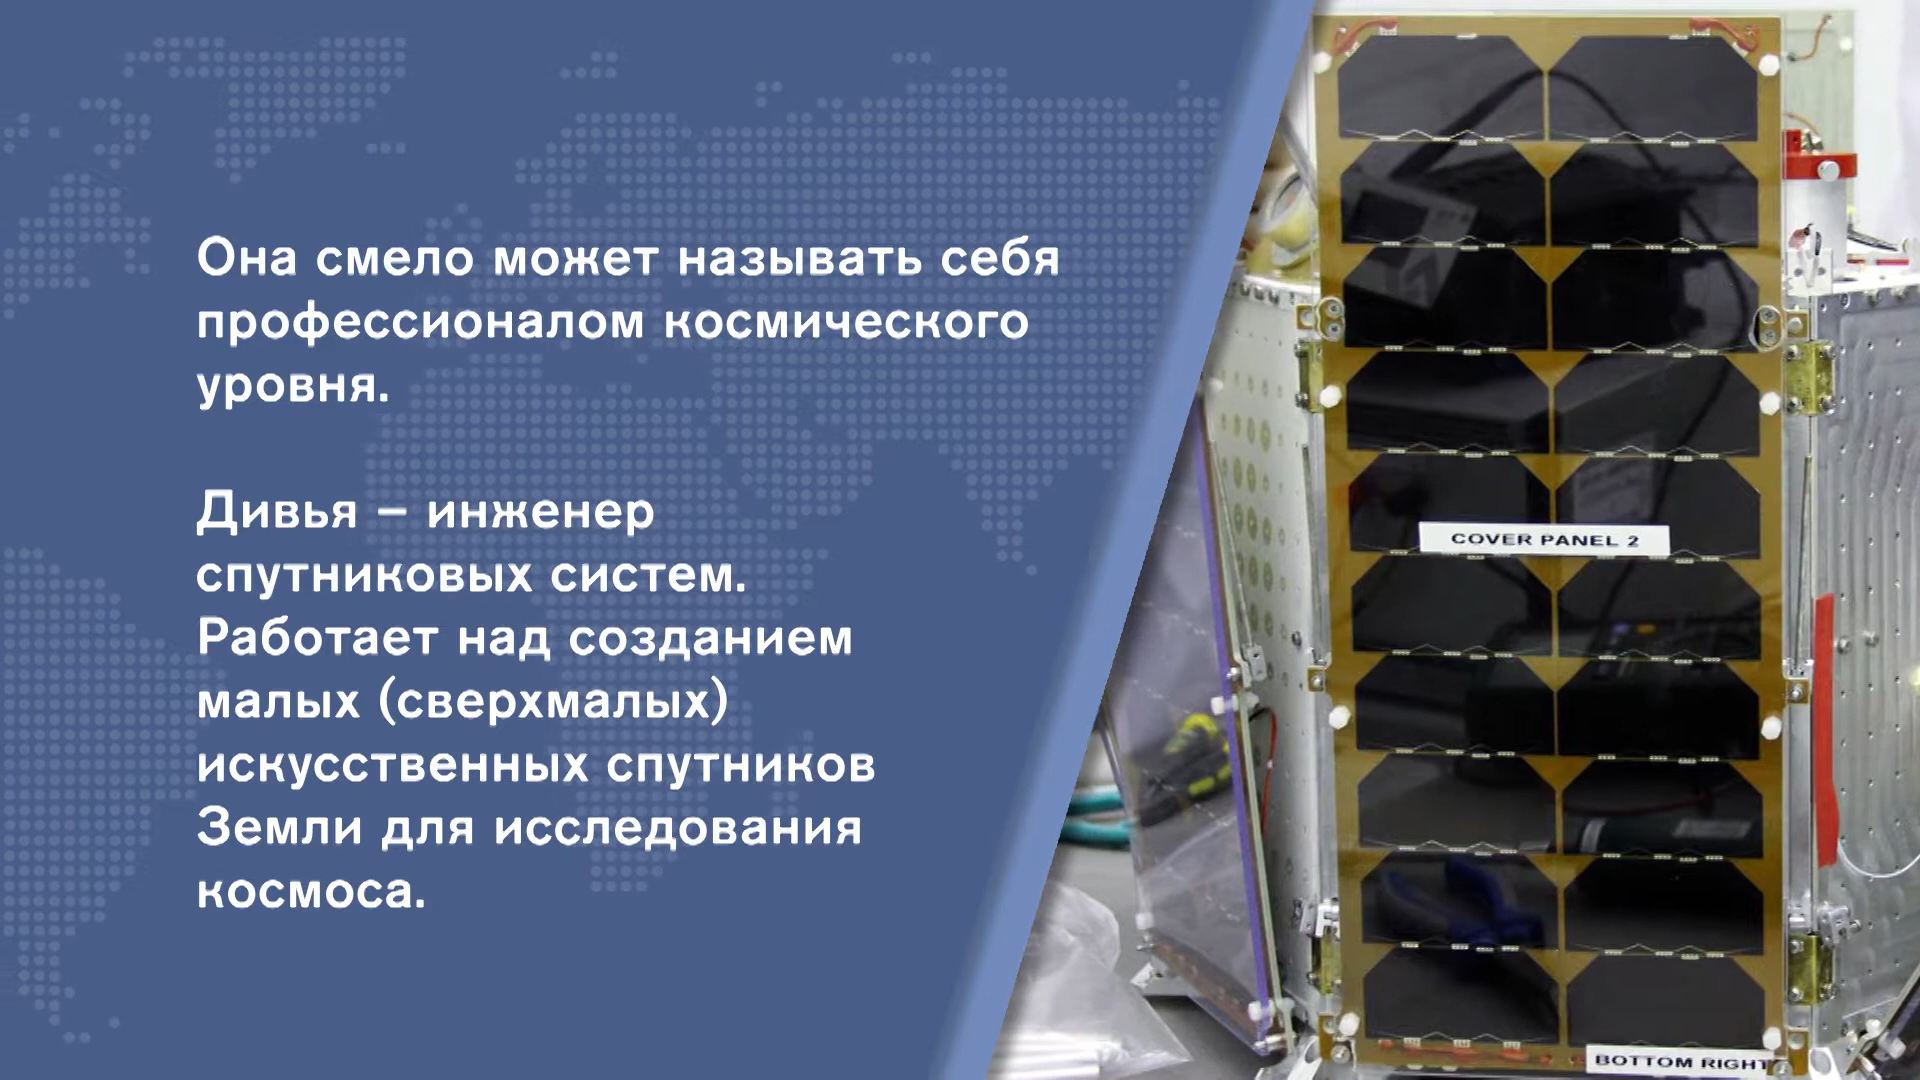 Она смело может называть себя
профессионалом космического
уровня.
Дивья – инженер
спутниковых систем.
Работает над созданием
малых (сверхмалых)
искусственных спутников
Земли для исследования
космоса.
COVER PANEL 2
BOTTOM RIGHT